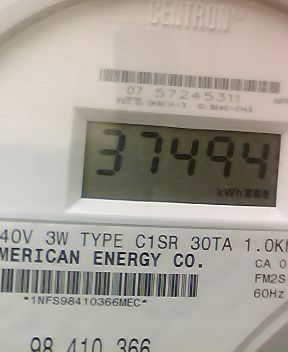 CENTRON
07 57245311
37494
kWh
40V 3W TYPE C1SR 30TA 1.0K
MERICAN ENERGY CO.
CA 0
FM2S
60Hz
*1NFS98410366MEC*
98 410 366